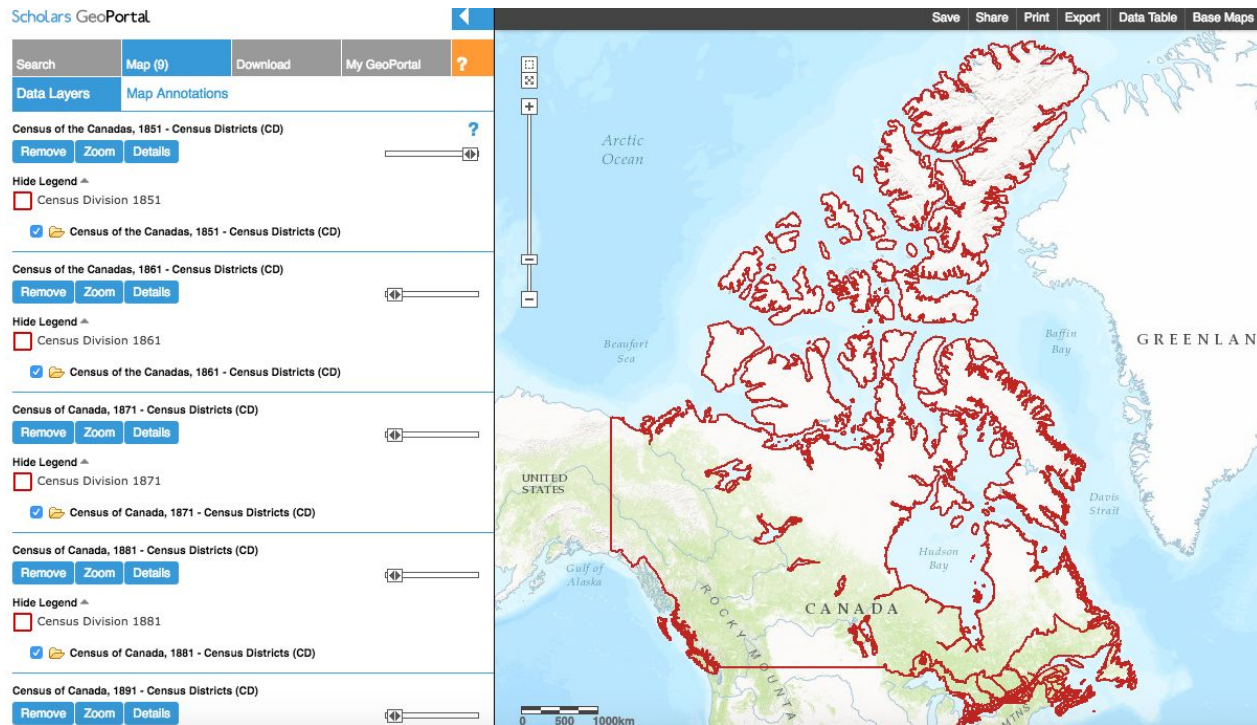 Scholars GeoPortal
Search
Map (9)
Download
My GeoPortal
?
Data Layers
Map Annotations
Census of the Canadas, 1851 - Census Districts (CD)
?
Remove Zoom Details
Hide Legend
Census Division 1851
Census of the Canadas, 1851 - Census Districts (CD)
Census of the Canadas, 1861 - Census Districts (CD)
Remove Zoom Details
Hide Legend
Census Division 1861
Census of the Canadas, 1861 - Census Districts (CD)
Census of Canada, 1871 - Census Districts (CD)
Remove Zoom Details
Hide Legend
Census Division 1871
Census of Canada, 1871 - Census Districts (CD)
Census of Canada, 1881 - Census Districts (CD)
Remove Zoom Details
Hide Legend
Census Division 1881
Census of Canada, 1881 - Census Districts (CD)
Census of Canada, 1891 - Census Districts (CD)
Remove Zoom Details
Save Share Print Export Data Table Base Maps
Arctic
Ocean
Beaufort
Sea
Baffin
Bay
GREENLAN
UNITED
STATES
Davis
Strait
Hudson
Bay
Gulf of
Alaska
CANADA
ROCKY MOUNTA
0 500 1000km